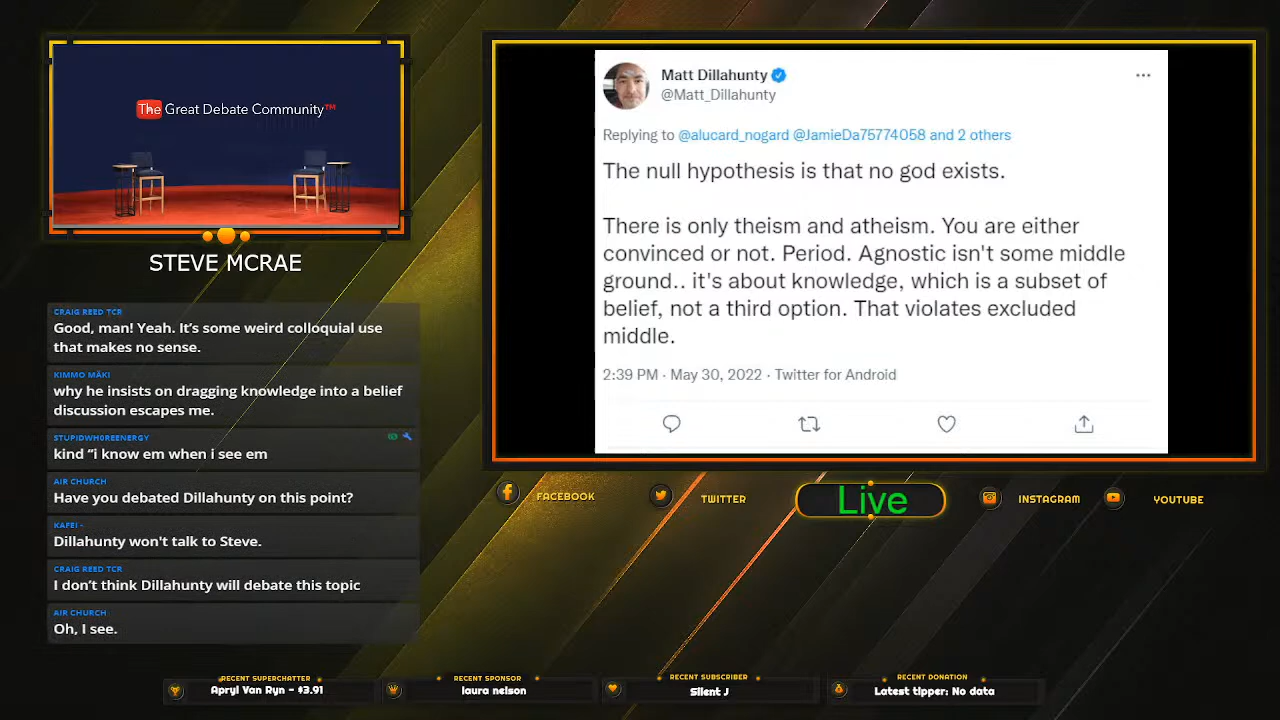 The Great Debate Community™
STEVE MCRAE
CRAIG REED TCR
Good, man! Yeah. It's some weird colloquial use
that makes no sense.
KIMMO MÄKI
why he insists on dragging knowledge into a belief
discussion escapes me.
STUPIDWH0REENERGY
kind “i know em when i see em
AIR CHURCH
Have you debated Dillahunty on this point?
KAFEI -
Dillahunty won't talk to Steve.
CRAIG REED TCR
I don't think Dillahunty will debate this topic
AIR CHURCH
Oh, I see.
Matt Dillahunty
@Matt_Dillahunty
Replying to @alucard_nogard @JamieDa75774058 and 2 others
The null hypothesis is that no god exists.
There is only theism and atheism. You are either
convinced or not. Period. Agnostic isn't some middle
ground.. it's about knowledge, which is a subset of
belief, not a third option. That violates excluded
middle.
2:39 PM · May 30, 2022 · Twitter for Android
FACEBOOK
TWITTER
Live
INSTAGRAM
YOUTUBE
RECENT SUPERCHATTER
Apryl Van Ryn - $3.91
RECENT SPONSOR
laura nelson
RECENT SUBSCRIBER
Silent J
RECENT DONATION
Latest tipper: No data